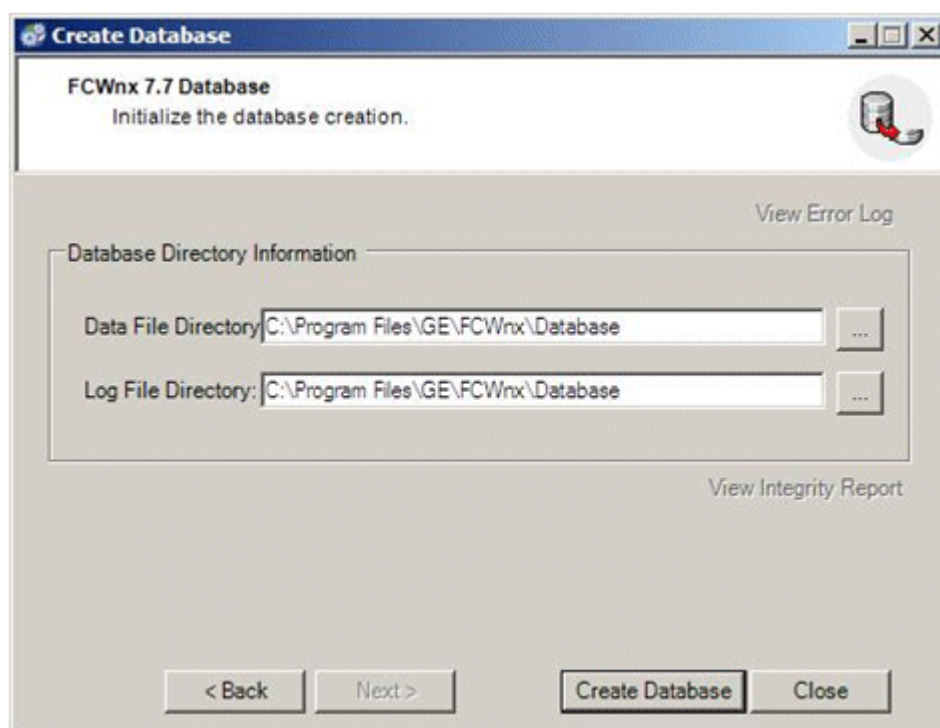 Create Database
FCWnx 7.7 Database
Initialize the database creation.
View Error Log
Database Directory Information
Data File Directory C:\Program Files\GE\FCWnx\Database ...
Log File Directory: C:\Program Files\GE\FCWnx\Database ...
View Integrity Report
< Back Next > Create Database Close